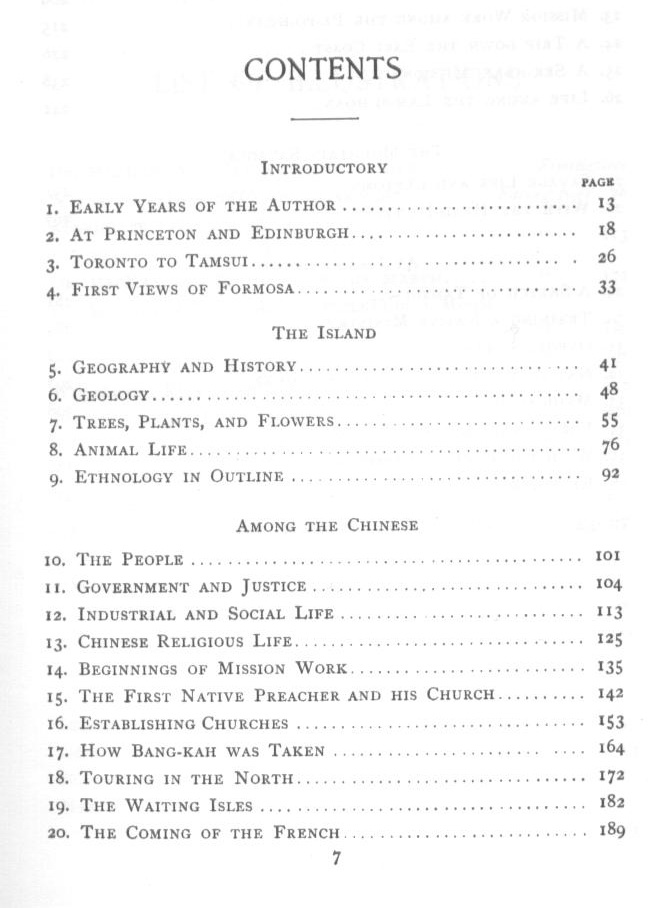 CONTENTS
INTRODUCTORY
PAGE
1. EARLY YEARS OF THE AUTHOR 13
2. AT PRINCETON AND EDINBURGH 18
3. TORONTO TO TAMSUI 26
4. FIRST VIEWS OF FORMOSA 33
THE ISLAND
5. GEOGRAPHY AND HISTORY 41
6. GEOLOGY 48
7. TREES, PLANTS, AND FLOWERS 55
8. ANIMAL LIFE 76
9. ETHNOLOGY IN OUTLINE 92
AMONG THE CHINESE
10. THE PEOPLE 101
11. GOVERNMENT AND JUSTICE 104
12. INDUSTRIAL AND SOCIAL LIFE 113
13. CHINESE RELIGIOUS LIFE 125
14. BEGINNINGS OF MISSION WORK 135
15. THE FIRST NATIVE PREACHER AND HIS CHURCH 142
16. ESTABLISHING CHURCHES 153
17. HOW BANG-KAH WAS TAKEN 164
18. TOURING IN THE NORTH 172
19. THE WAITING ISLES 182
20. THE COMING OF THE FRENCH 189
7